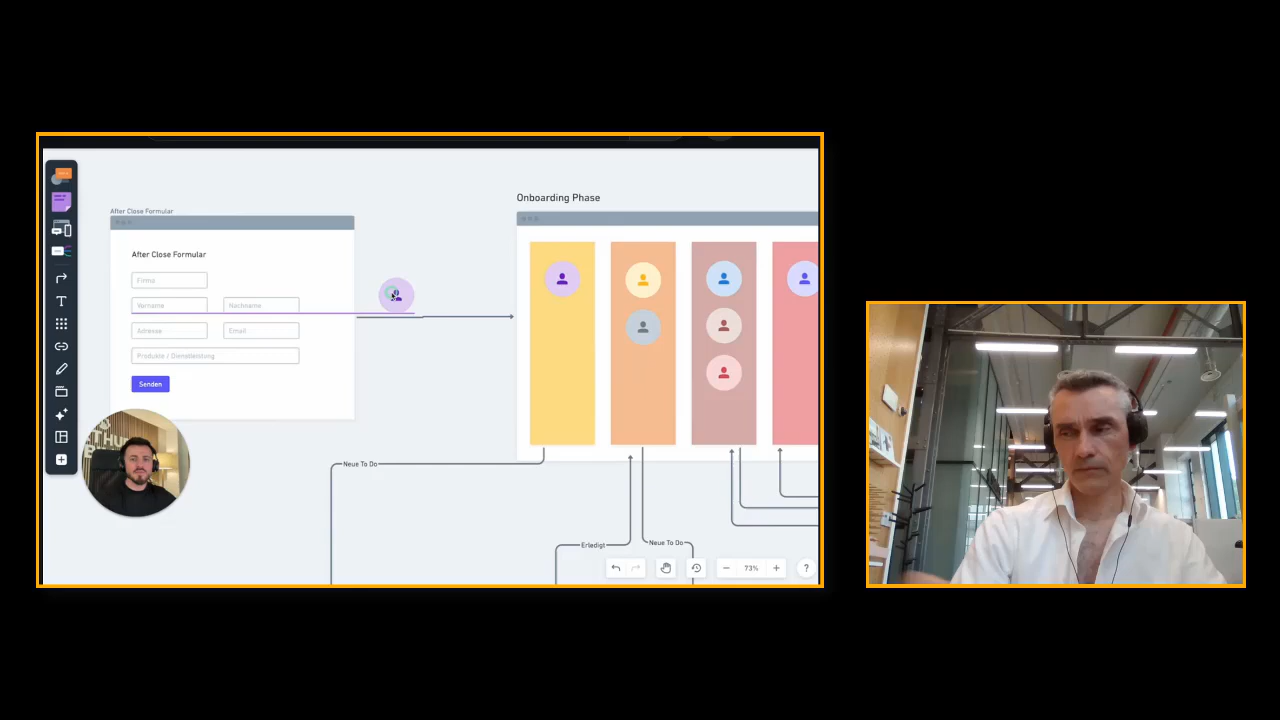 After Close Formular
After Close Formular
Firma
Vorname
Nachname
Adresse
Email
Produkte / Dienstleistung
Senden
Onboarding Phase
Neue To Do
Erledigt
Neue To Do
73%
?